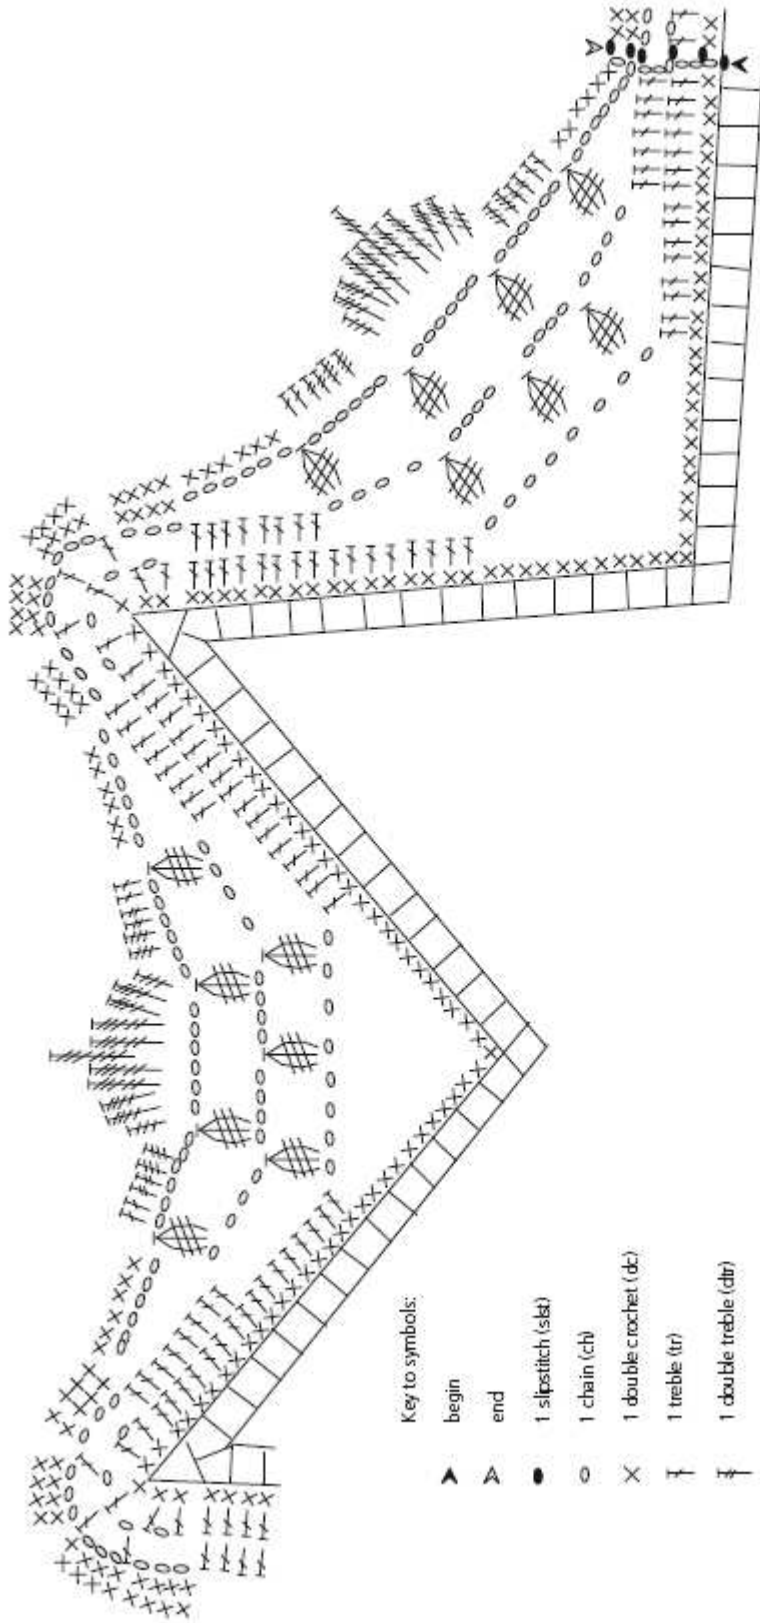 Key to symbols:
begin
end
1 slipstitch (slst)
1 chain (ch)
1 double crochet (dc)
1 treble (tr)
1 double treble (dtr)